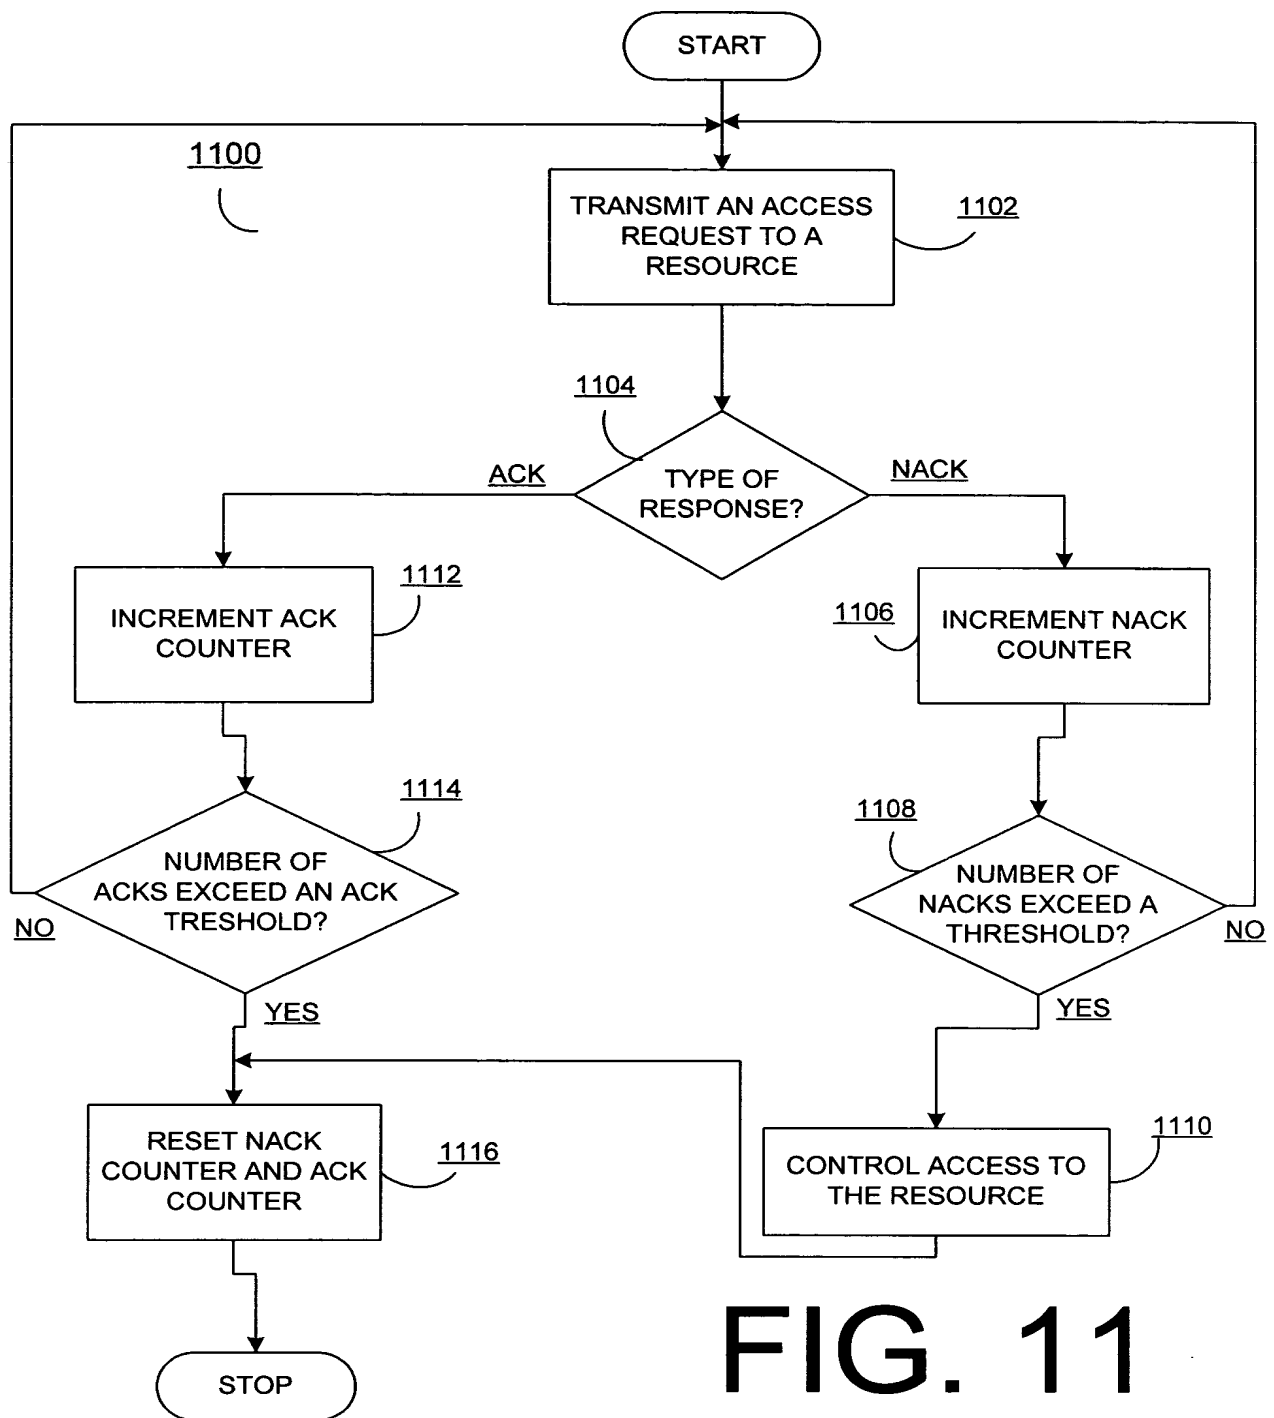 START
1100
TRANSMIT AN ACCESS
REQUEST TO A
RESOURCE
1102
1104
TYPE OF
RESPONSE?
ACK
NACK
INCREMENT ACK
COUNTER
1112
1106
INCREMENT NACK
COUNTER
1114
NUMBER OF
ACKS EXCEED AN ACK
TRESHOLD?
NO
YES
1108
NUMBER OF
NACKS EXCEED A
THRESHOLD?
NO
YES
RESET NACK
COUNTER AND ACK
COUNTER
1116
CONTROL ACCESS TO
THE RESOURCE
1110
STOP
FIG. 11